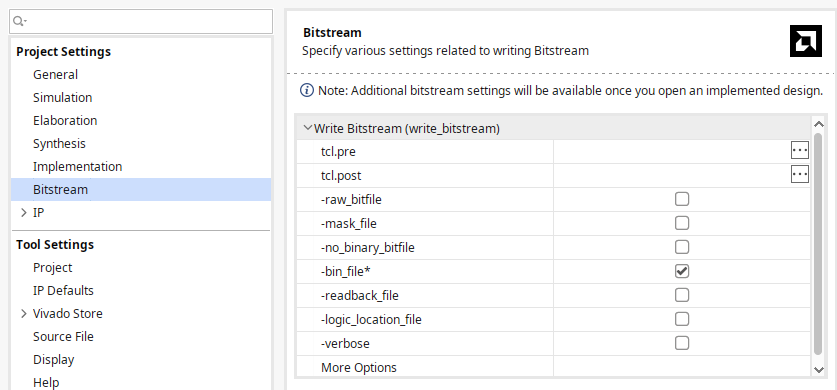 Project Settings
General
Simulation
Elaboration
Synthesis
Implementation
Bitstream
IP
Tool Settings
Project
IP Defaults
Vivado Store
Source File
Display
Help
Bitstream
Specify various settings related to writing Bitstream
Note: Additional bitstream settings will be available once you open an implemented design.
Write Bitstream (write_bitstream)
tcl.pre
...
tcl.post
...
-raw_bitfile
-mask_file
-no_binary_bitfile
-bin_file*
-readback_file
-logic_location_file
-verbose
More Options